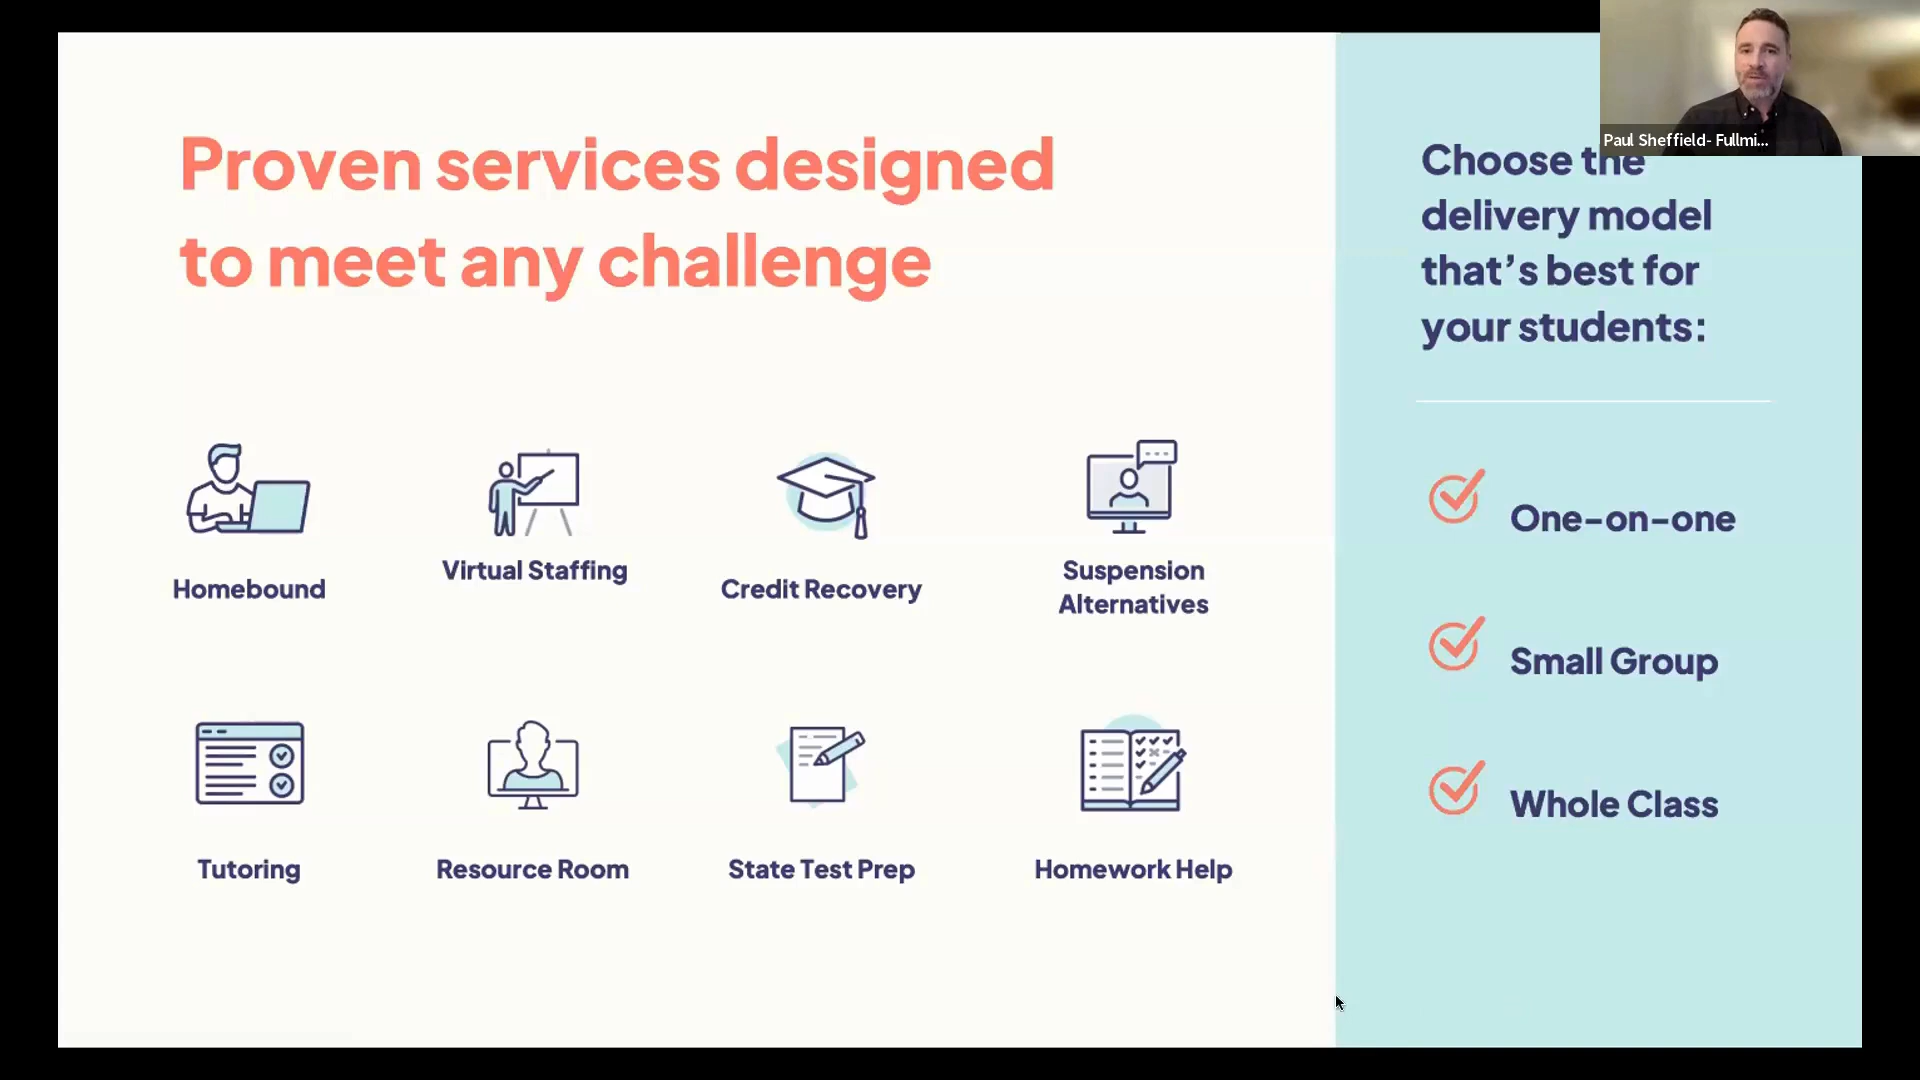 Proven services designed
to meet any challenge
Homebound
Virtual Staffing
Credit Recovery
Suspension
Alternatives
Tutoring
Resource Room
State Test Prep
Homework Help
Paul Sheffield- Fullmi...
Choose the
delivery model
that’s best for
your students:
One-on-one
Small Group
Whole Class